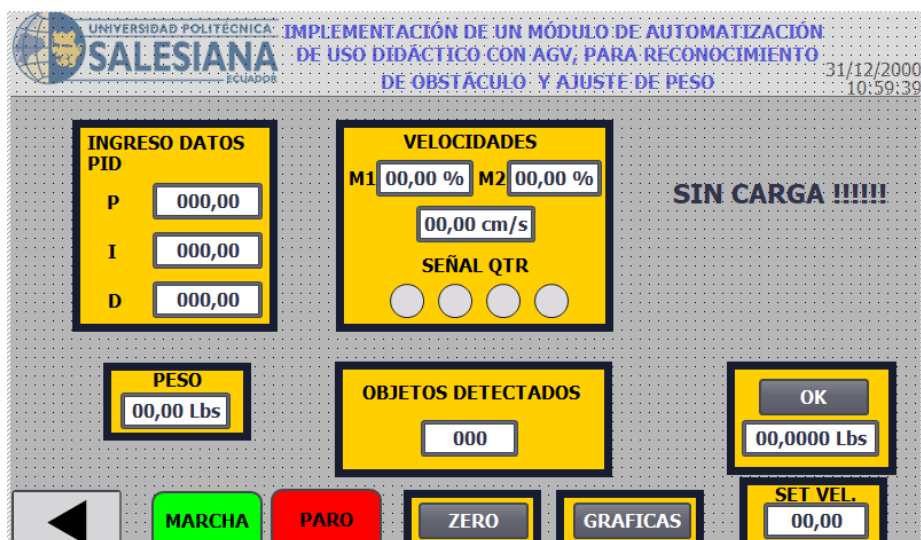 UNIVERSIDAD POLITÉCNICA
SALESIANA
ECUADOR
IMPLEMENTACIÓN DE UN MÓDULO DE AUTOMATIZACIÓN
DE USO DIDÁCTICO CON AGV, PARA RECONOCIMIENTO
DE OBSTÁCULO Y AJUSTE DE PESO
31/12/2000
10:59:39
INGRESO DATOS
PID
P 000,00
I 000,00
D 000,00
VELOCIDADES
M1 00,00 % M2 00,00 %
00,00 cm/s
SEÑAL QTR
SIN CARGA !!!!!!
PESO
00,00 Lbs
OBJETOS DETECTADOS
000
OK
00,0000 Lbs
MARCHA
PARO
ZERO
GRAFICAS
SET VEL.
00,00